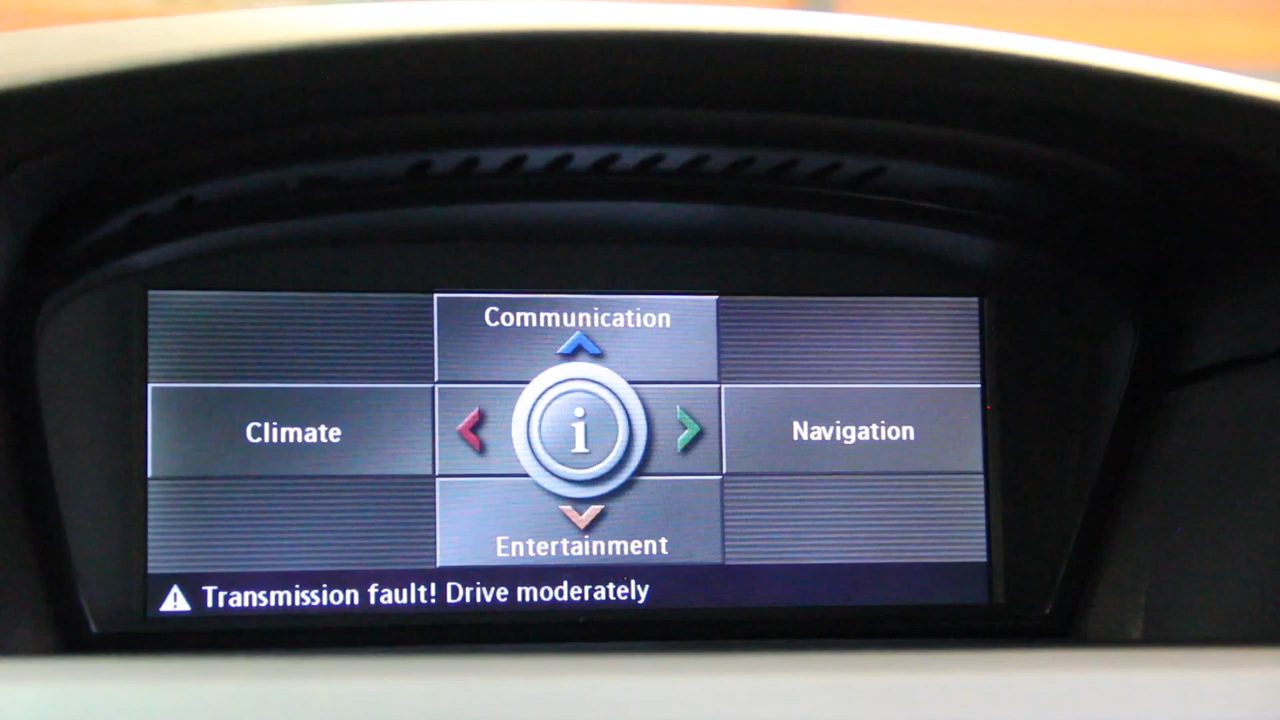 Communication
Climate
i
Navigation
Entertainment
Transmission fault! Drive moderately